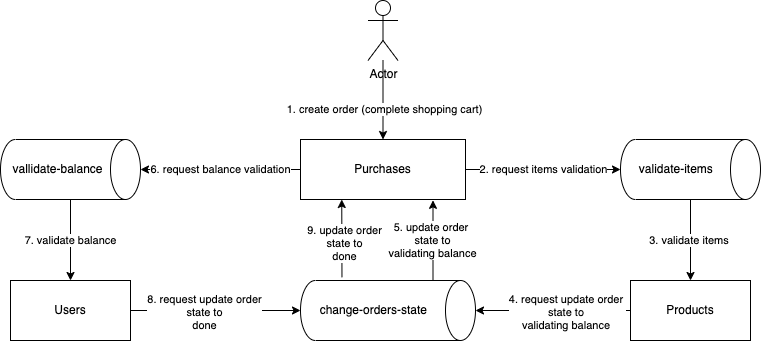 Actor
1. create order (complete shopping cart)
vallidate-balance
6. request balance validation
Purchases
2. request items validation
validate-items
7. validate balance
9. update order
state to
done
5. update order
state to
validating balance
3. validate items
Users
8. request update order
state to
done
change-orders-state
4. request update order
state to
validating balance
Products